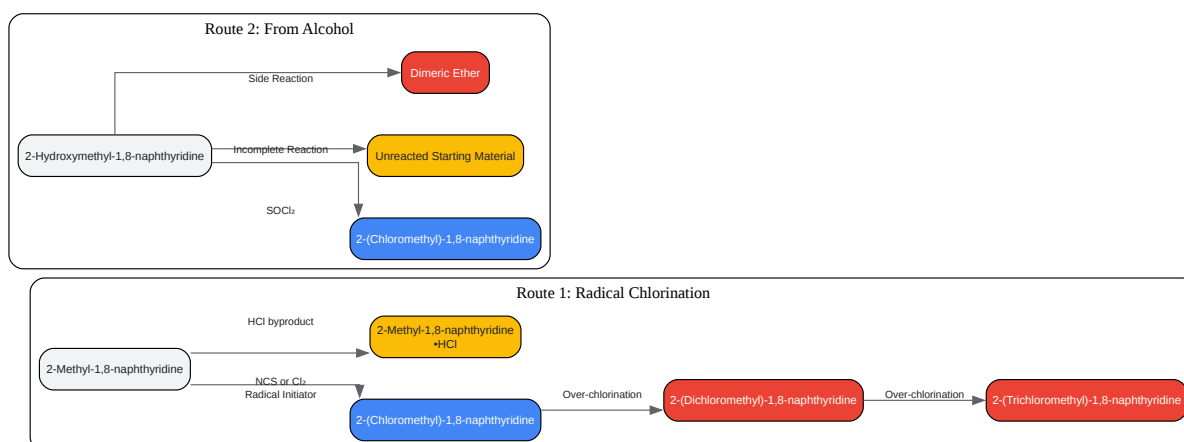 Route 2: From Alcohol
Dimeric Ether
Side Reaction
2-Hydroxymethyl-1,8-naphthyridine
Incomplete Reaction
Unreacted Starting Material
SOCl₂
2-(Chloromethyl)-1,8-naphthyridine
Route 1: Radical Chlorination
HCl byproduct
2-Methyl-1,8-naphthyridine
•HCl
2-Methyl-1,8-naphthyridine
NCS or Cl₂
Radical Initiator
2-(Chloromethyl)-1,8-naphthyridine
Over-chlorination
2-(Dichloromethyl)-1,8-naphthyridine
Over-chlorination
2-(Trichloromethyl)-1,8-naphthyridine